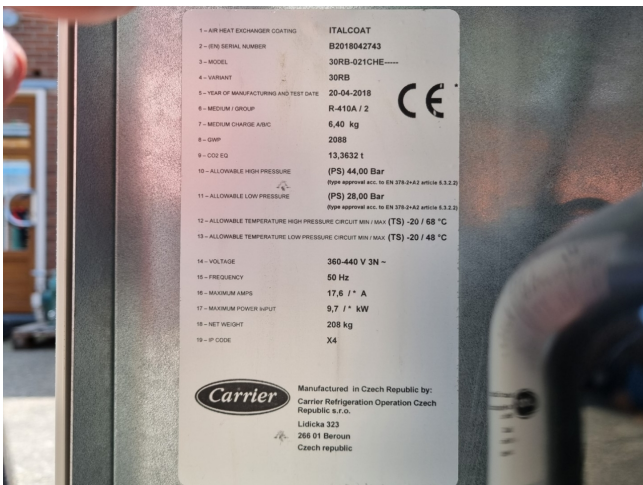 1 – AIR HEAT EXCHANGER COATING ITALCOAT
2 – (EN) SERIAL NUMBER B2018042743
3 – MODEL 30RB-021CHE-----
4 – VARIANT 30RB
5 – YEAR OF MANUFACTURING AND TEST DATE 20-04-2018
6 – MEDIUM / GROUP R-410A / 2
7 – MEDIUM CHARGE A/B/C 6,40 kg
8 – GWP 2088
9 – CO2 EQ 13,3632 t
10 – ALLOWABLE HIGH PRESSURE (PS) 44,00 Bar
(type approval acc. to EN 378-2+A2 article 6.3.2.2)
11 – ALLOWABLE LOW PRESSURE (PS) 28,00 Bar
(type approval acc. to EN 378-2+A2 article 6.3.2.2)
12 – ALLOWABLE TEMPERATURE HIGH PRESSURE CIRCUIT MIN / MAX (TS) -20 / 68 °C
13 – ALLOWABLE TEMPERATURE LOW PRESSURE CIRCUIT MIN / MAX (TS) -20 / 48 °C
14 – VOLTAGE 360-440 V 3N ~
15 – FREQUENCY 50 Hz
16 – MAXIMUM AMPS 17,6 / * A
17 – MAXIMUM POWER INPUT 9,7 / * kW
18 – NET WEIGHT 208 kg
19 – IP CODE X4
CE
Carrier
Manufactured in Czech Republic by:
Carrier Refrigeration Operation Czech
Republic s.r.o.
Lidicka 323
266 01 Beroun
Czech republic